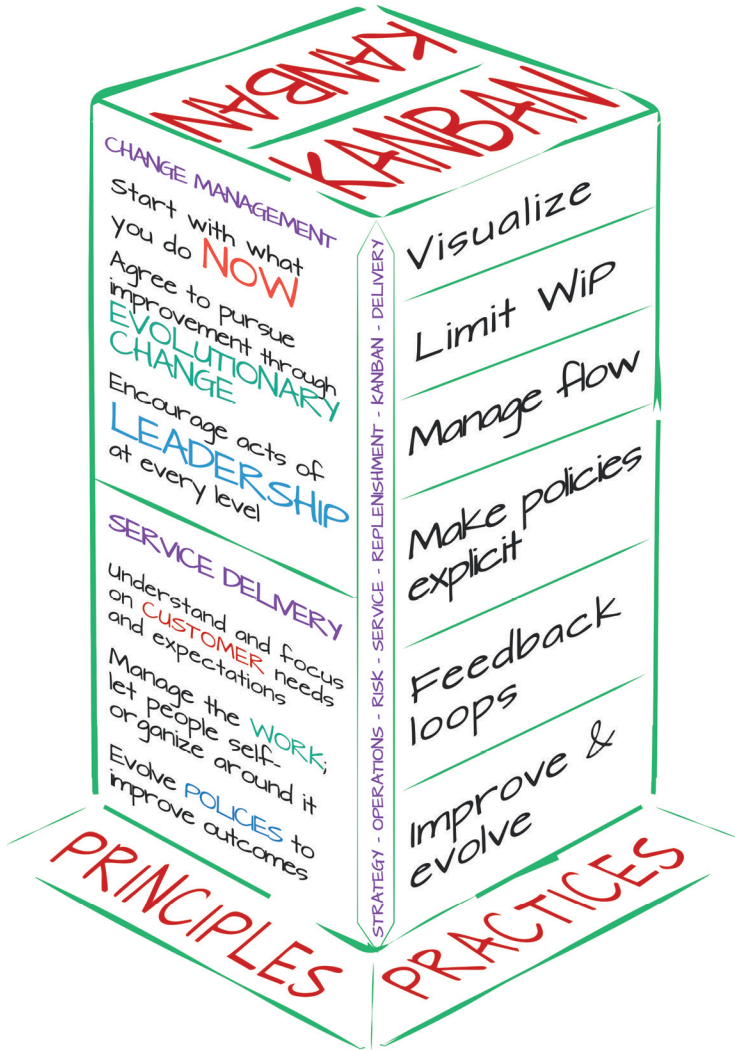 KANBAN
KANBAN
CHANGE MANAGEMENT
Start with what
you do NOW
Agree to pursue
improvement through
EVOLUTIONARY
CHANGE
Encourage acts of
LEADERSHIP
at every level
SERVICE DELIVERY
Understand and focus
on CUSTOMER needs
and expectations
Manage the WORK;
let people self-
organize around it
Evolve POLICIES to
improve outcomes
STRATEGY - OPERATIONS - RISK - SERVICE - REPLENISHMENT - KANBAN - DELIVERY
Visualize
Limit WiP
Manage flow
Make policies
explicit
Feedback
loops
Improve &
evolve
PRINCIPLES
PRACTICES